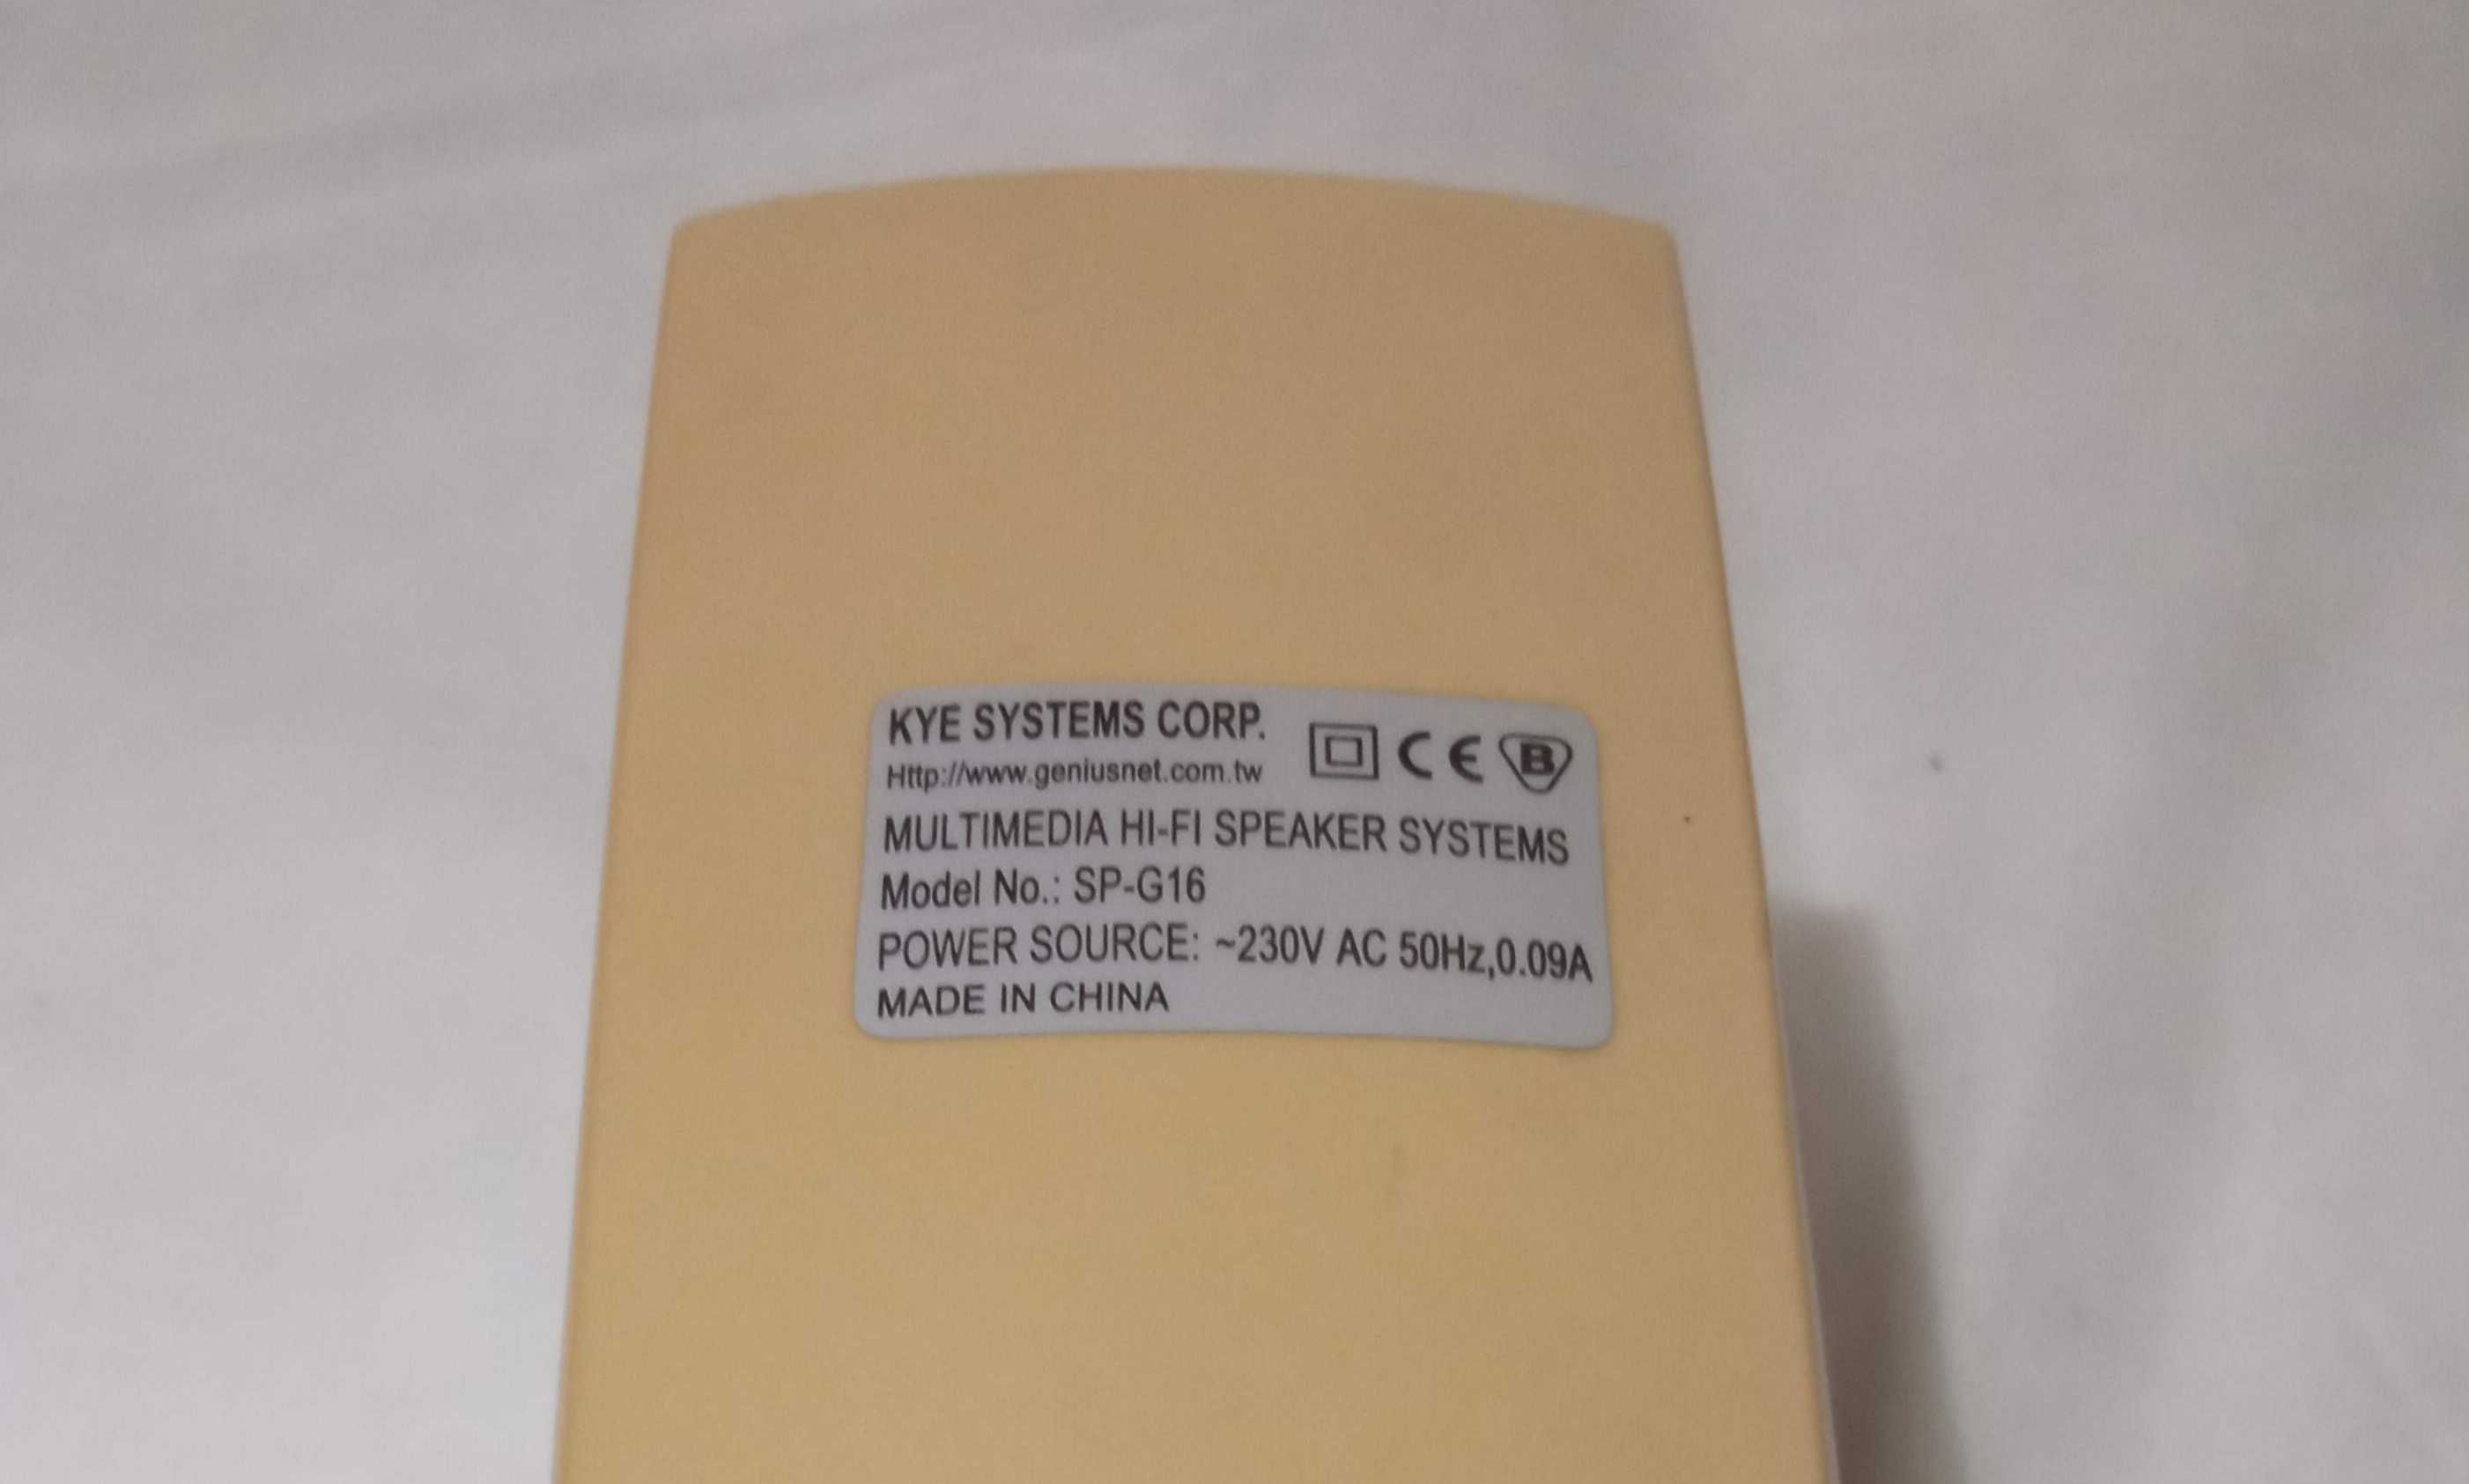 KYE SYSTEMS CORP.
Http://www.geniusnet.com.tw
CE B
MULTIMEDIA HI-FI SPEAKER SYSTEMS
Model No.: SP-G16
POWER SOURCE: ~230V AC 50Hz,0.09A
MADE IN CHINA